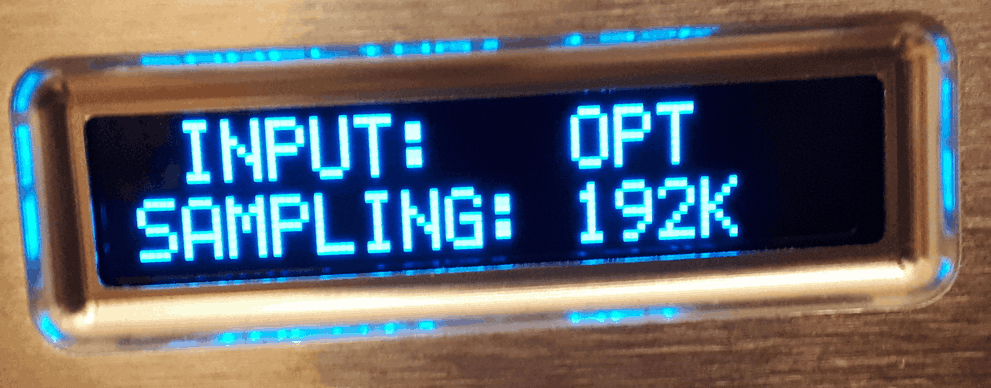 INPUT: OPT
SAMPLING: 192K